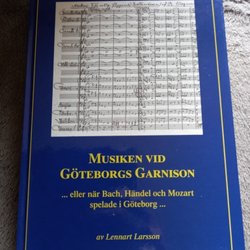 MUSIKEN VID
GÖTEBORGS GARNISON
... eller när Bach, Händel och Mozart
spelade i Göteborg ...
av Lennart Larsson